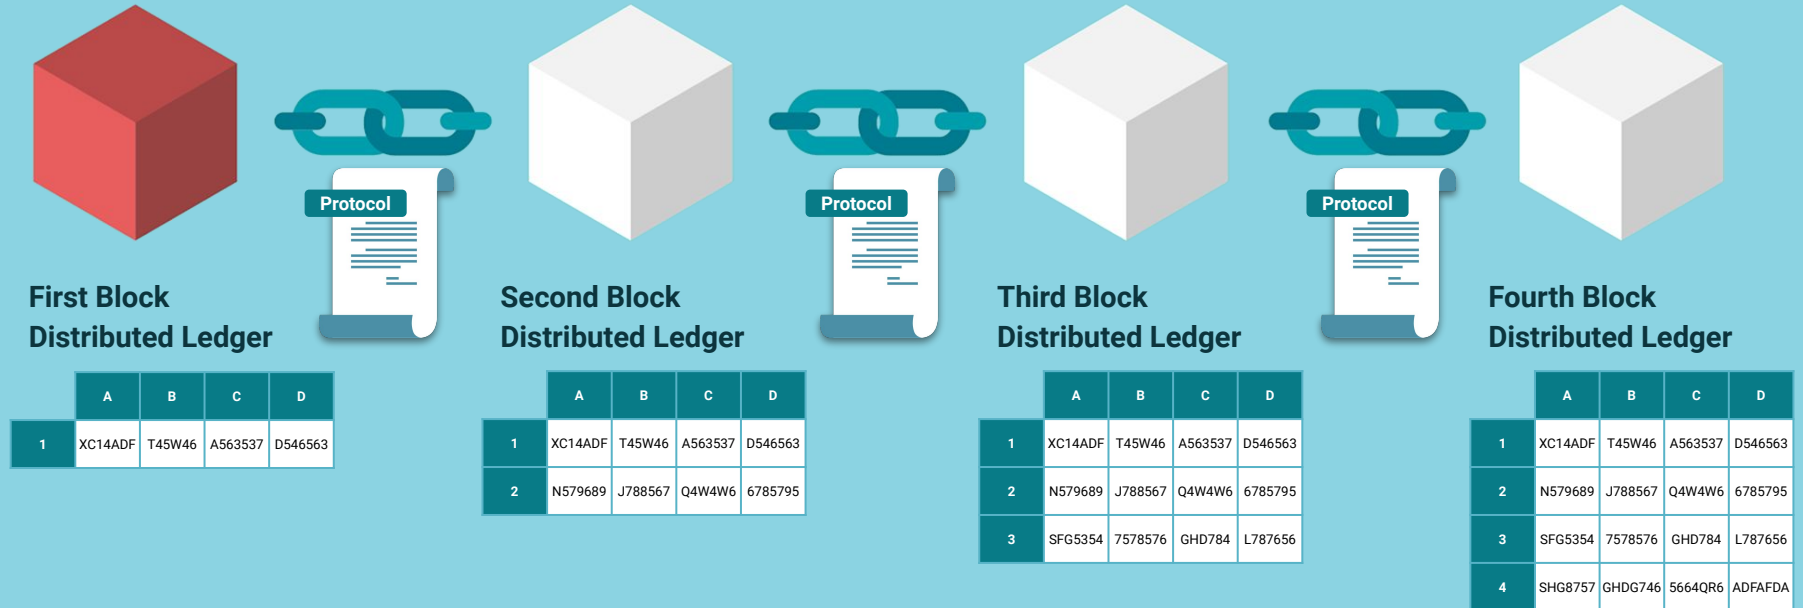 Protocol
Protocol
Protocol
First Block
Distributed Ledger
Second Block
Distributed Ledger
Third Block
Distributed Ledger
Fourth Block
Distributed Ledger
A B C D
1 XC14ADF T45W46 A563537 D546563
A B C D
1 XC14ADF T45W46 A563537 D546563
2 N579689 J788567 Q4W4W6 6785795
A B C D
1 XC14ADF T45W46 A563537 D546563
2 N579689 J788567 Q4W4W6 6785795
3 SFG5354 7578576 GHD784 L787656
A B C D
1 XC14ADF T45W46 A563537 D546563
2 N579689 J788567 Q4W4W6 6785795
3 SFG5354 7578576 GHD784 L787656
4 SHG8757 GHDG746 5664QR6 ADFAFDA